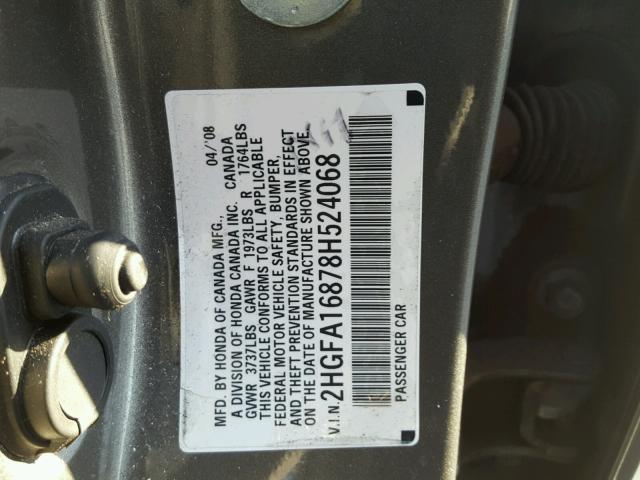 MFD. BY HONDA OF CANADA MFG., 04/'08
A DIVISION OF HONDA CANADA INC. CANADA
GVWR 3737LBS GAWR F 1973LBS R 1764LBS
THIS VEHICLE CONFORMS TO ALL APPLICABLE
FEDERAL MOTOR VEHICLE SAFETY, BUMPER,
AND THEFT PREVENTION STANDARDS IN EFFECT
ON THE DATE OF MANUFACTURE SHOWN ABOVE.
V.I.N. 2HGFA16878H524068
PASSENGER CAR